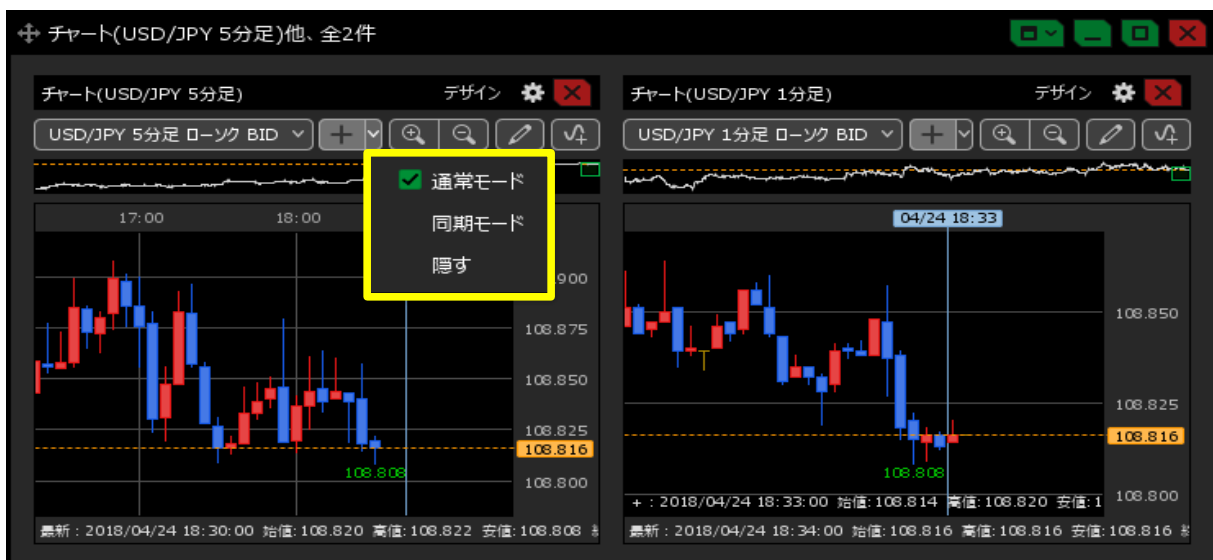 チャート(USD/JPY 5分足)他、全2件
チャート(USD/JPY 5分足) デザイン
USD/JPY 5分足 ローソク BID
通常モード
同期モード
隠す
17:00 18:00
.900
108.875
108.850
108.825
108.816
108.808
108.800
最新:2018/04/24 18:30:00 始値:108.820 高値:108.822 安値:108.808
チャート(USD/JPY 1分足) デザイン
USD/JPY 1分足 ローソク BID
04/24 18:33
108.850
108.825
108.816
108.808
108.800
+:2018/04/24 18:33:00 始値:108.814 高値:108.820 安値:1
最新:2018/04/24 18:34:00 始値:108.816 高値:108.816 安値:108.816